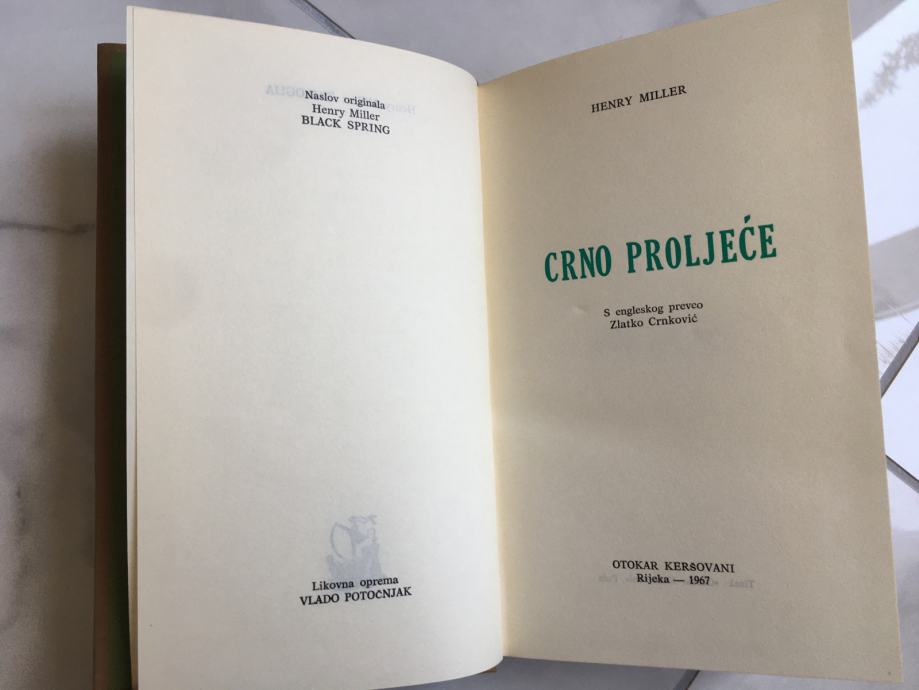 Naslov originala
Henry Miller
BLACK SPRING
Likovna oprema
VLADO POTOČNJAK
HENRY MILLER
CRNO PROLJEĆE
S engleskog preveo
Zlatko Crnković
OTOKAR KERŠOVANI
Rijeka — 1967